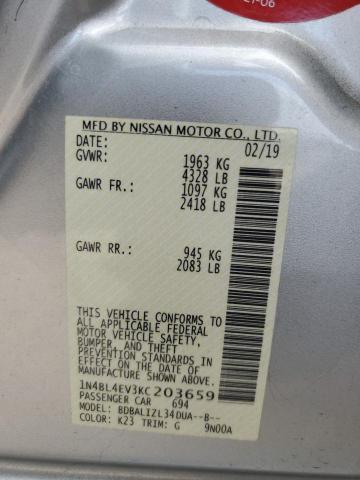 21-06
MFD BY NISSAN MOTOR CO., LTD.
DATE: 02/19
GVWR: 1963 KG
4328 LB
GAWR FR: 1097 KG
2418 LB
GAWR RR: 945 KG
2083 LB
THIS VEHICLE CONFORMS TO
ALL APPLICABLE FEDERAL
MOTOR VEHICLE SAFETY,
BUMPER, AND THEFT
PREVENTION STANDARDS IN
EFFECT ON THE DATE OF
MANUFACTURE SHOWN ABOVE.
1N4BL4EV3KC203659
PASSENGER CAR 694
MODEL: BDBALIZL34DUA--B--
COLOR: K23 TRIM: G 9N00A